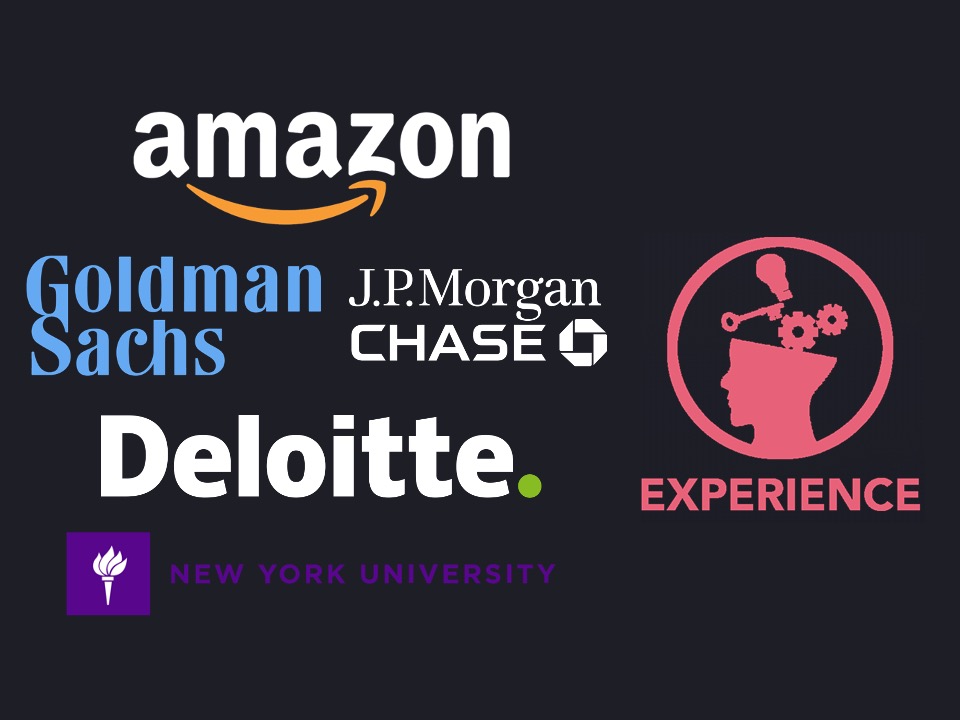 amazon
Goldman
Sachs
J.P.Morgan
CHASE
Deloitte.
NEW YORK UNIVERSITY
EXPERIENCE